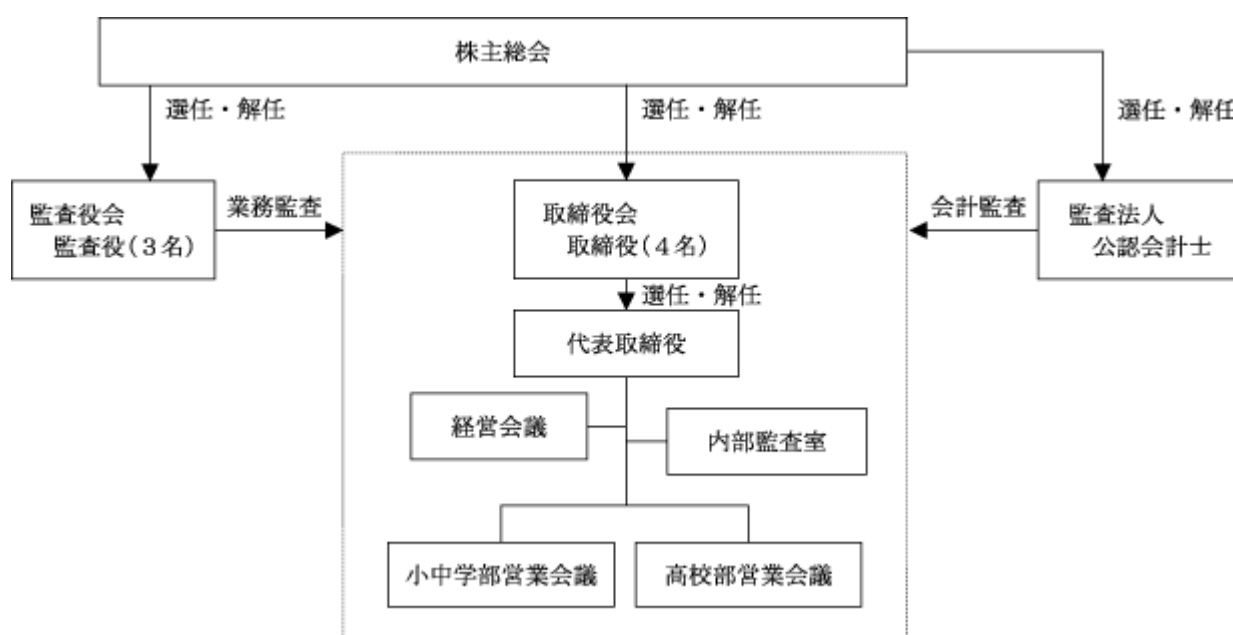 株主総会
選任・解任
選任・解任
選任・解任
監査役会
監査役(3名)
業務監査
取締役会
取締役(4名)
会計監査
監査法人
公認会計士
選任・解任
代表取締役
経営会議
内部監査室
小中学部営業会議
高校部営業会議